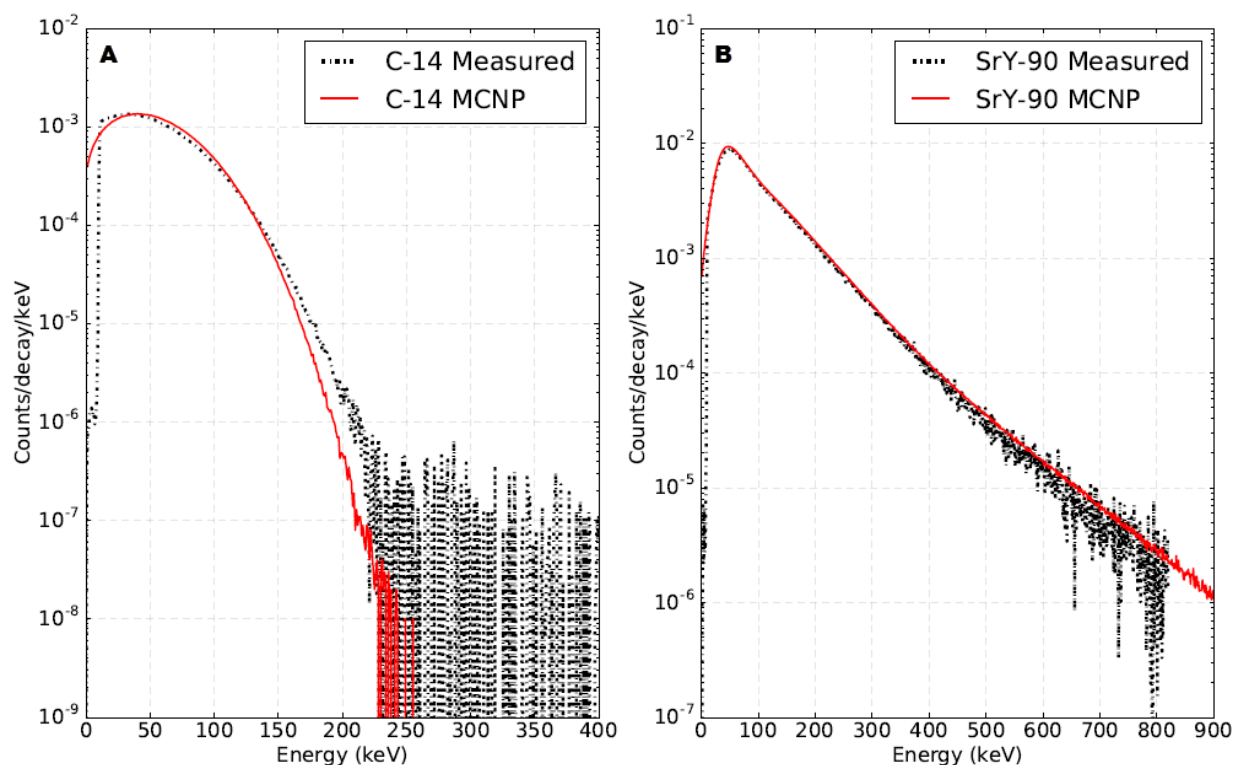 A
C-14 Measured
C-14 MCNP
10^-2
10^-3
10^-4
10^-5
10^-6
10^-7
10^-8
10^-9
Counts/decay/keV
0 50 100 150 200 250 300 350 400
Energy (keV)
B
SrY-90 Measured
SrY-90 MCNP
10^-1
10^-2
10^-3
10^-4
10^-5
10^-6
10^-7
Counts/decay/keV
0 100 200 300 400 500 600 700 800 900
Energy (keV)